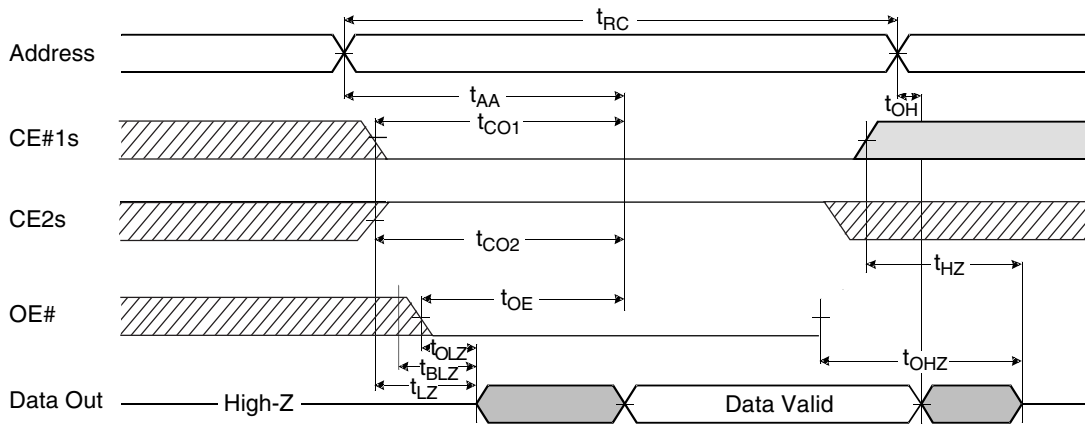 tRC
Address
tAA
tOH
tCO1
CE#1s
CE2s
tCO2
tHZ
tOE
OE#
tOLZ
tOHZ
tBLZ
tLZ
Data Out
High-Z
Data Valid